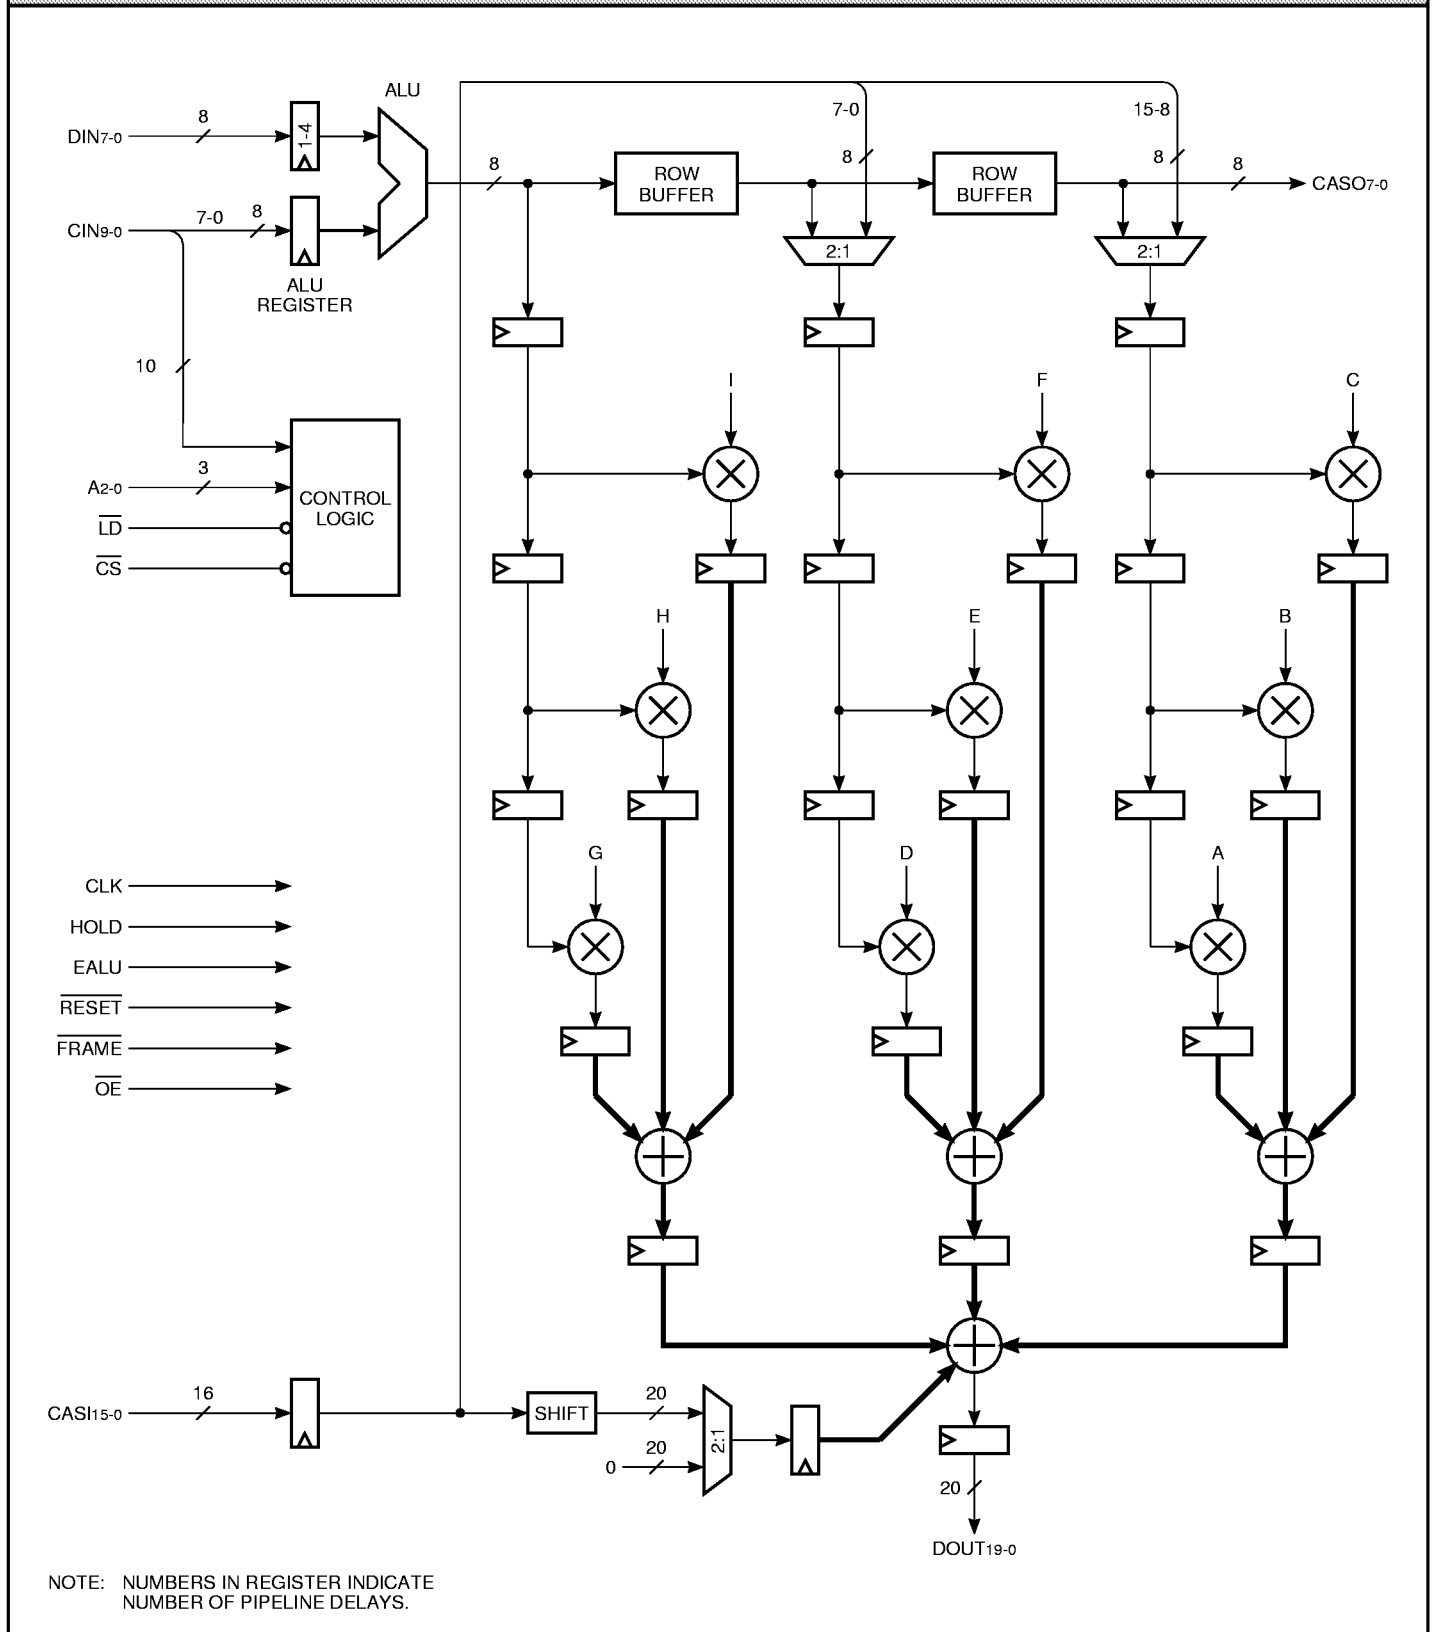 ALU
7-0
15-8
DIN7-0
8
1-4
8
8
8
ROW
BUFFER
ROW
BUFFER
8
CASO7-0
CIN9-0
7-0
8
2:1
2:1
ALU
REGISTER
10
I
F
C
A2-0
3
CONTROL
LOGIC
LD
CS
H
E
B
G
D
A
CLK
HOLD
EALU
RESET
FRAME
OE
CASI15-0
16
SHIFT
20
2:1
0
20
20
DOUT19-0
NOTE: NUMBERS IN REGISTER INDICATE
NUMBER OF PIPELINE DELAYS.